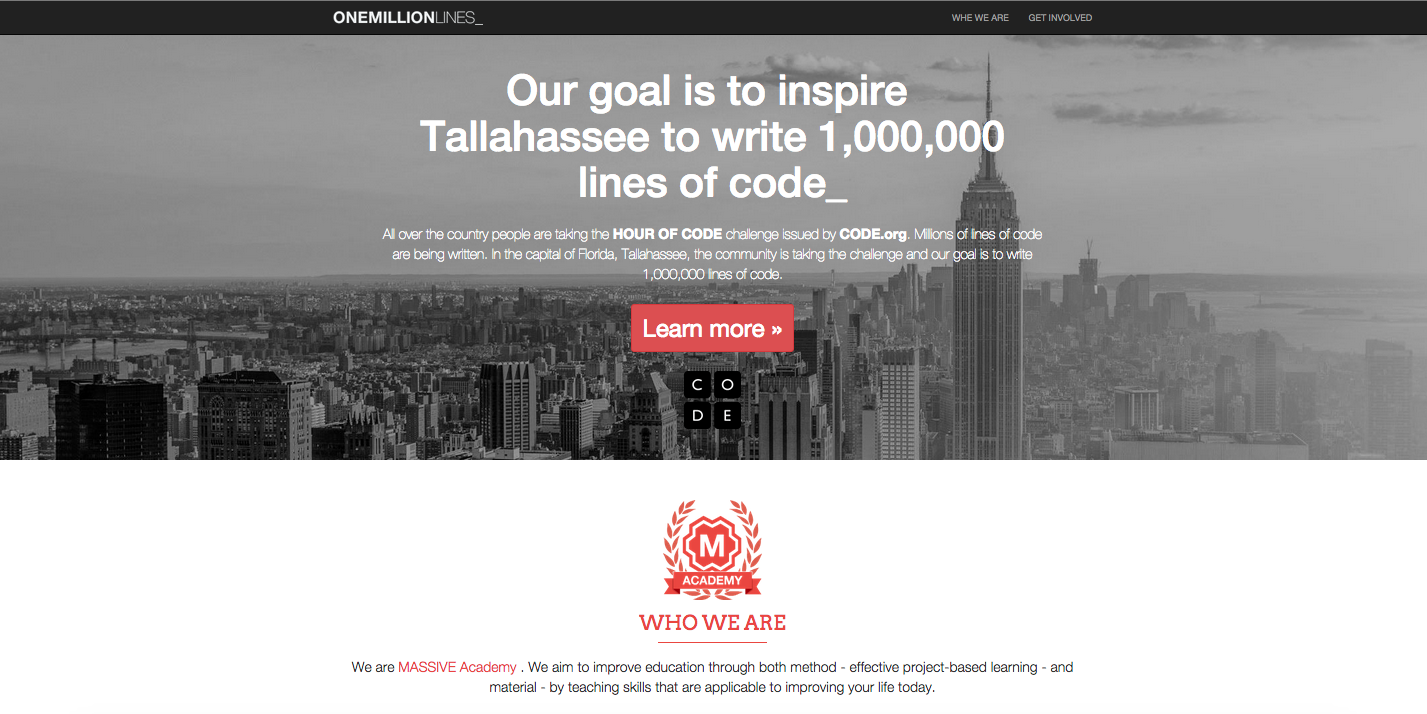 ONEMILLIONLINES_
WHE WE ARE
GET INVOLVED
Our goal is to inspire
Tallahassee to write 1,000,000
lines of code_
All over the country people are taking the HOUR OF CODE challenge issued by CODE.org. Millions of lines of code
are being written. In the capital of Florida, Tallahassee, the community is taking the challenge and our goal is to write
1,000,000 lines of code.
Learn more »
C O
D E
M
ACADEMY
WHO WE ARE
We are MASSIVE Academy . We aim to improve education through both method - effective project-based learning - and
material - by teaching skills that are applicable to improving your life today.